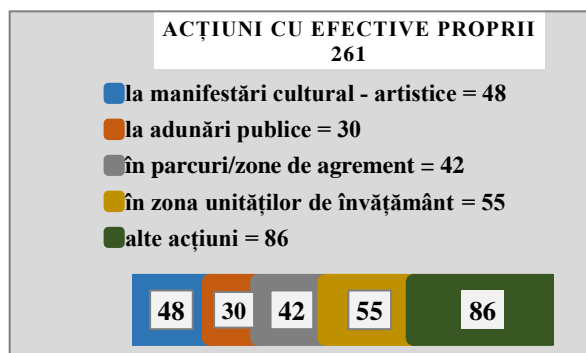 ACȚIUNI CU EFECTIVE PROPRII
261
la manifestări cultural - artistice = 48
la adunări publice = 30
în parcuri/zone de agrement = 42
în zona unităților de învățământ = 55
alte acțiuni = 86
48 30 42 55 86